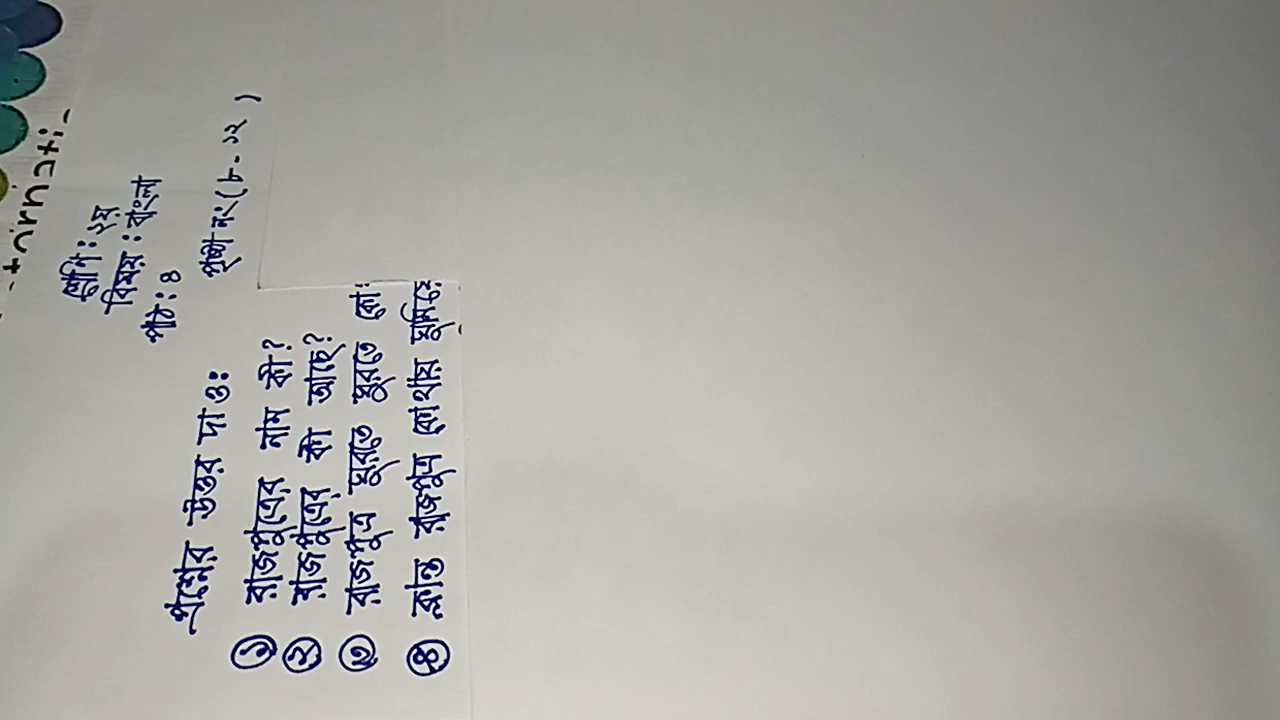 শ্রেণি: ২য়
বিষয়: বাংলা
পাঠ: ৪
পৃষ্ঠা নং (৮-১২)
প্রশ্নের উত্তর দাও:
১ রাজপুত্রের নাম কী?
২ রাজপুত্রের কী আছে?
৩ রাজপুত্র ঘুরতে ঘুরতে
৪ ক্লান্ত রাজপুত্র কোথায়